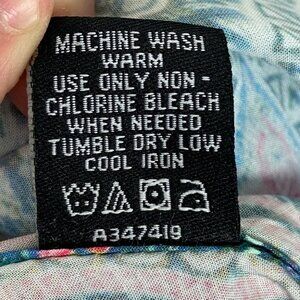 MACHINE WASH
WARM
USE ONLY NON -
CHLORINE BLEACH
WHEN NEEDED
TUMBLE DRY LOW
COOL IRON
A347419